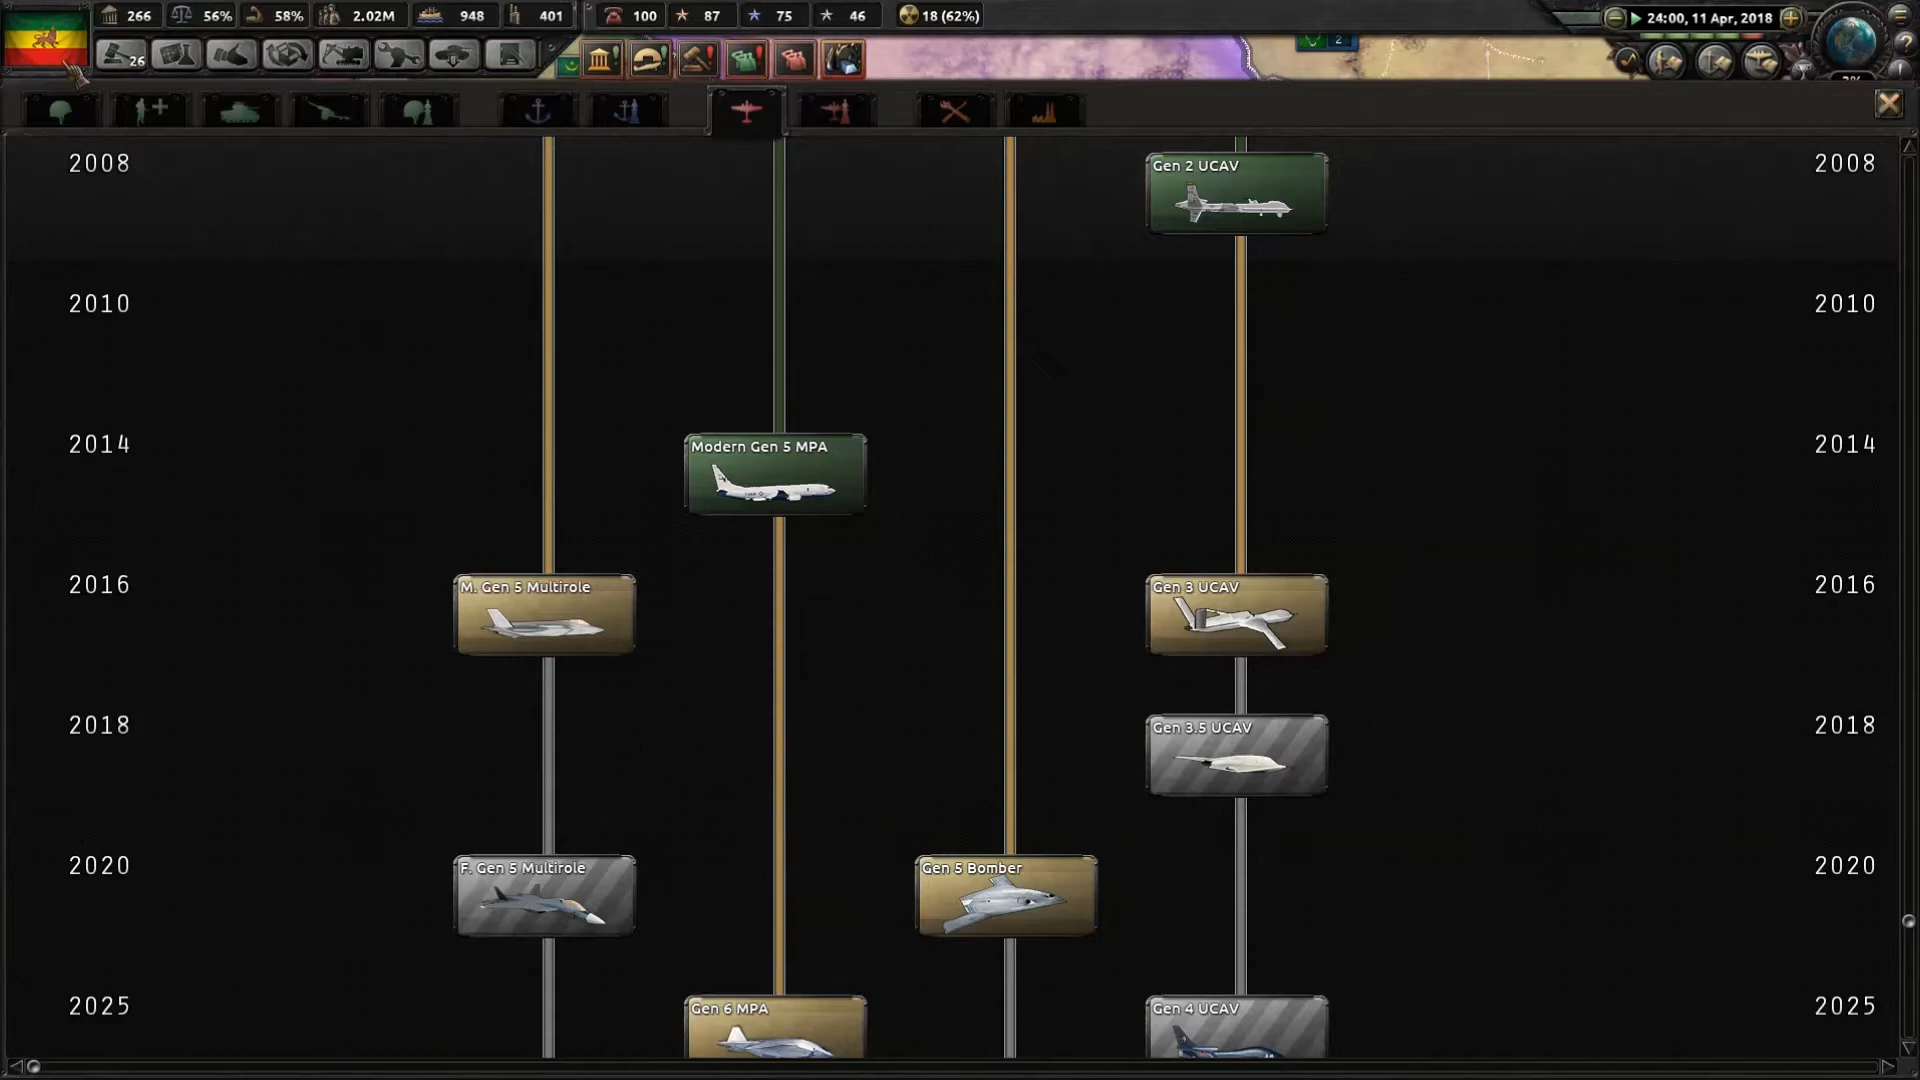 266 56% 58% 2.02M 948 401 100 87 75 46 18 (62%) 24:00, 11 Apr, 2018
26
2
2008 Gen 2 UCAV 2008
2010 2010
2014 Modern Gen 5 MPA 2014
2016 M. Gen 5 Multirole Gen 3 UCAV 2016
2018 Gen 3.5 UCAV 2018
2020 F. Gen 5 Multirole Gen 5 Bomber 2020
2025 Gen 6 MPA Gen 4 UCAV 2025